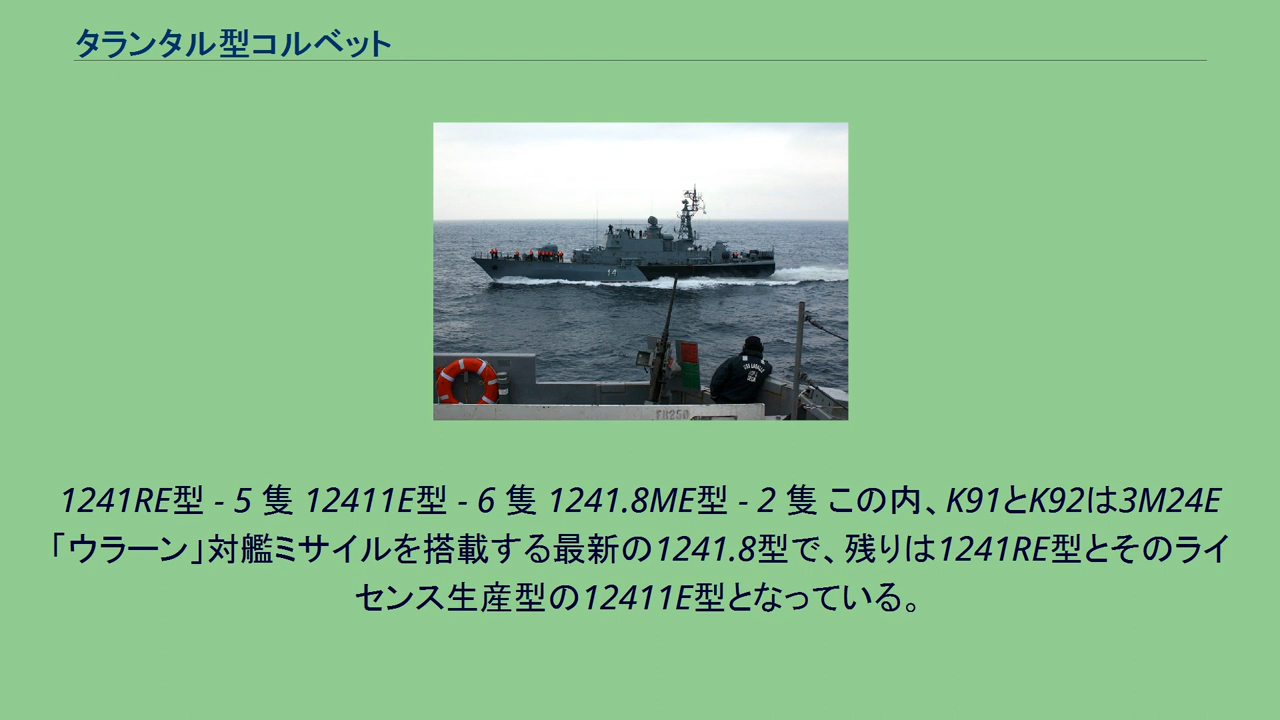 タランタル型コルベット
14
FR250
1241RE型 - 5 隻 12411E型 - 6 隻 1241.8ME型 - 2 隻 この内、K91とK92は3M24E
「ウラーン」対艦ミサイルを搭載する最新の1241.8型で、残りは1241RE型とそのライ
センス生産型の12411E型となっている。